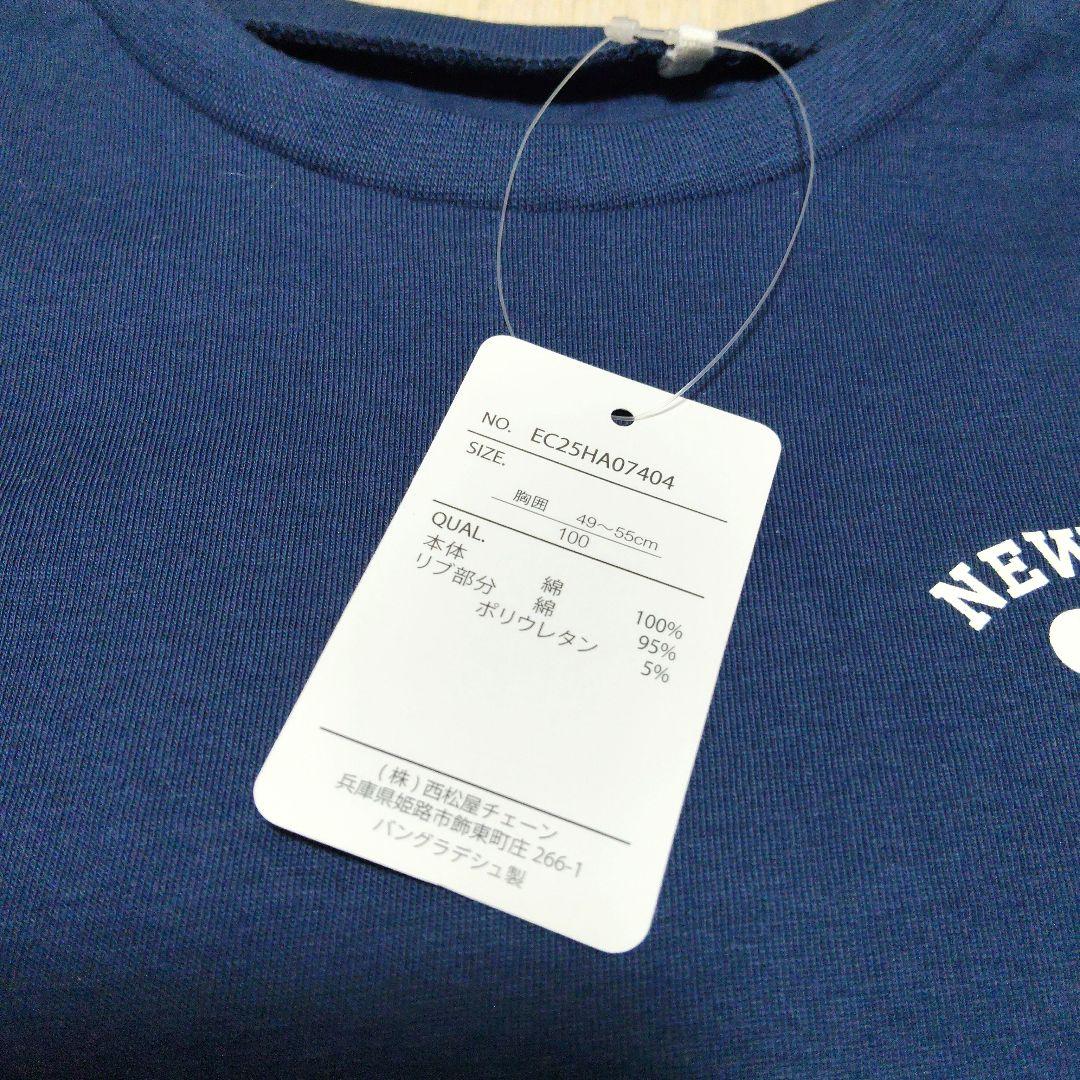 NO. EC25HA07404
SIZE.
胸囲 49〜55cm
100
QUAL.
本体 綿 100%
リブ部分 綿 95%
ポリウレタン 5%
(株)西松屋チェーン
兵庫県姫路市飾東町庄 266-1
バングラデシュ製
NEW